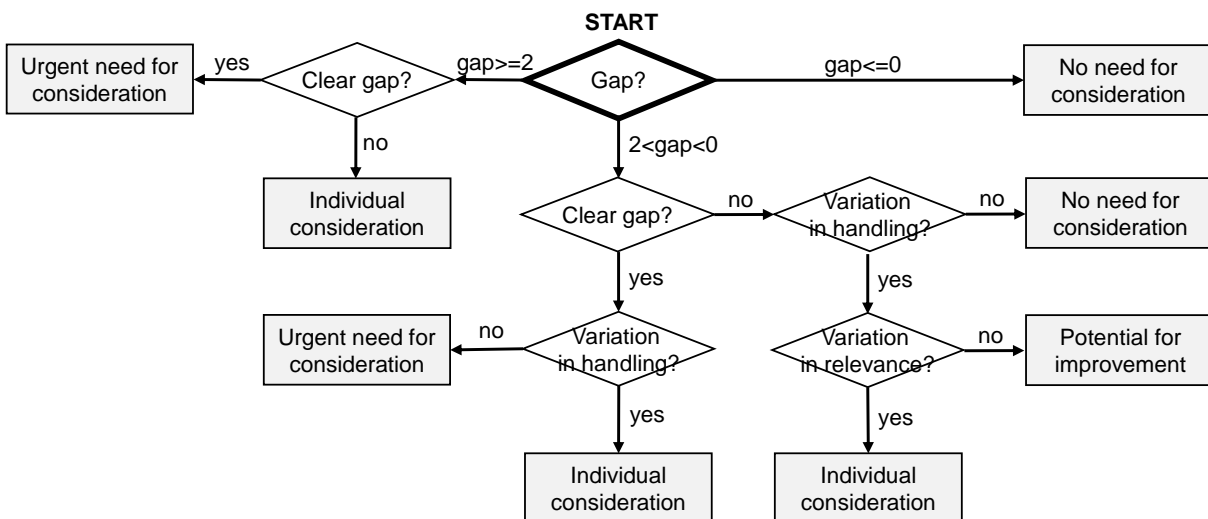 START
Urgent need for
consideration
yes
Clear gap?
gap>=2
Gap?
gap<=0
No need for
consideration
no
2<gap<0
Individual
consideration
Clear gap?
no
Variation
in handling?
no
No need for
consideration
yes
yes
Urgent need for
consideration
no
Variation
in handling?
Variation
in relevance?
no
Potential for
improvement
yes
yes
Individual
consideration
Individual
consideration